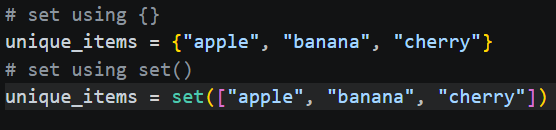 # set using {}
unique_items = {"apple", "banana", "cherry"}
# set using set()
unique_items = set(["apple", "banana", "cherry"])